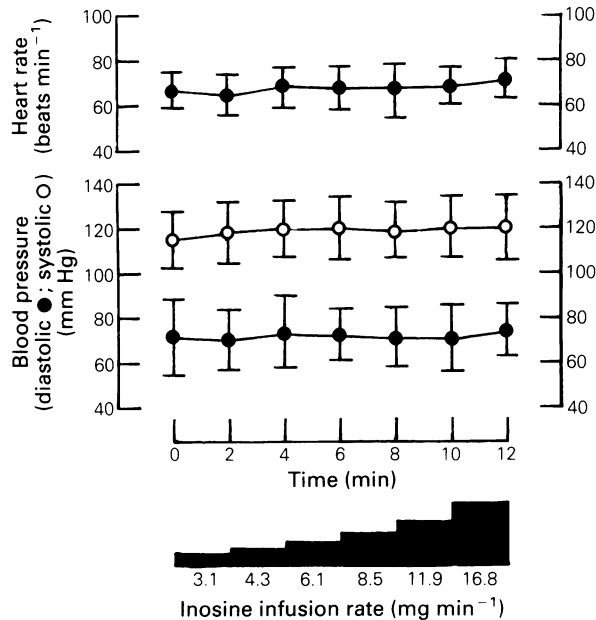 Heart rate
(beats min⁻¹)
100
80
60
40
100
80
60
40
Blood pressure
(diastolic ●; systolic ○)
(mm Hg)
140
120
100
80
60
40
140
120
100
80
60
40
0 2 4 6 8 10 12
Time (min)
3.1 4.3 6.1 8.5 11.9 16.8
Inosine infusion rate (mg min⁻¹)